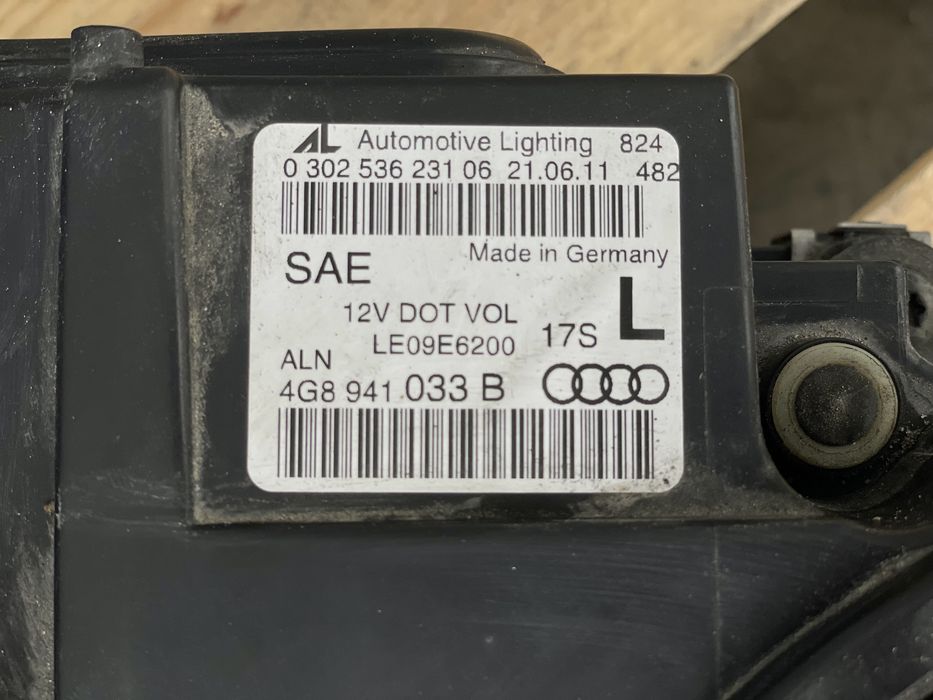 AL Automotive Lighting 824
0 302 536 231 06 21.06.11 482
Made in Germany
SAE
L
12V DOT VOL
17S
LE09E6200
ALN
4G8 941 033 B